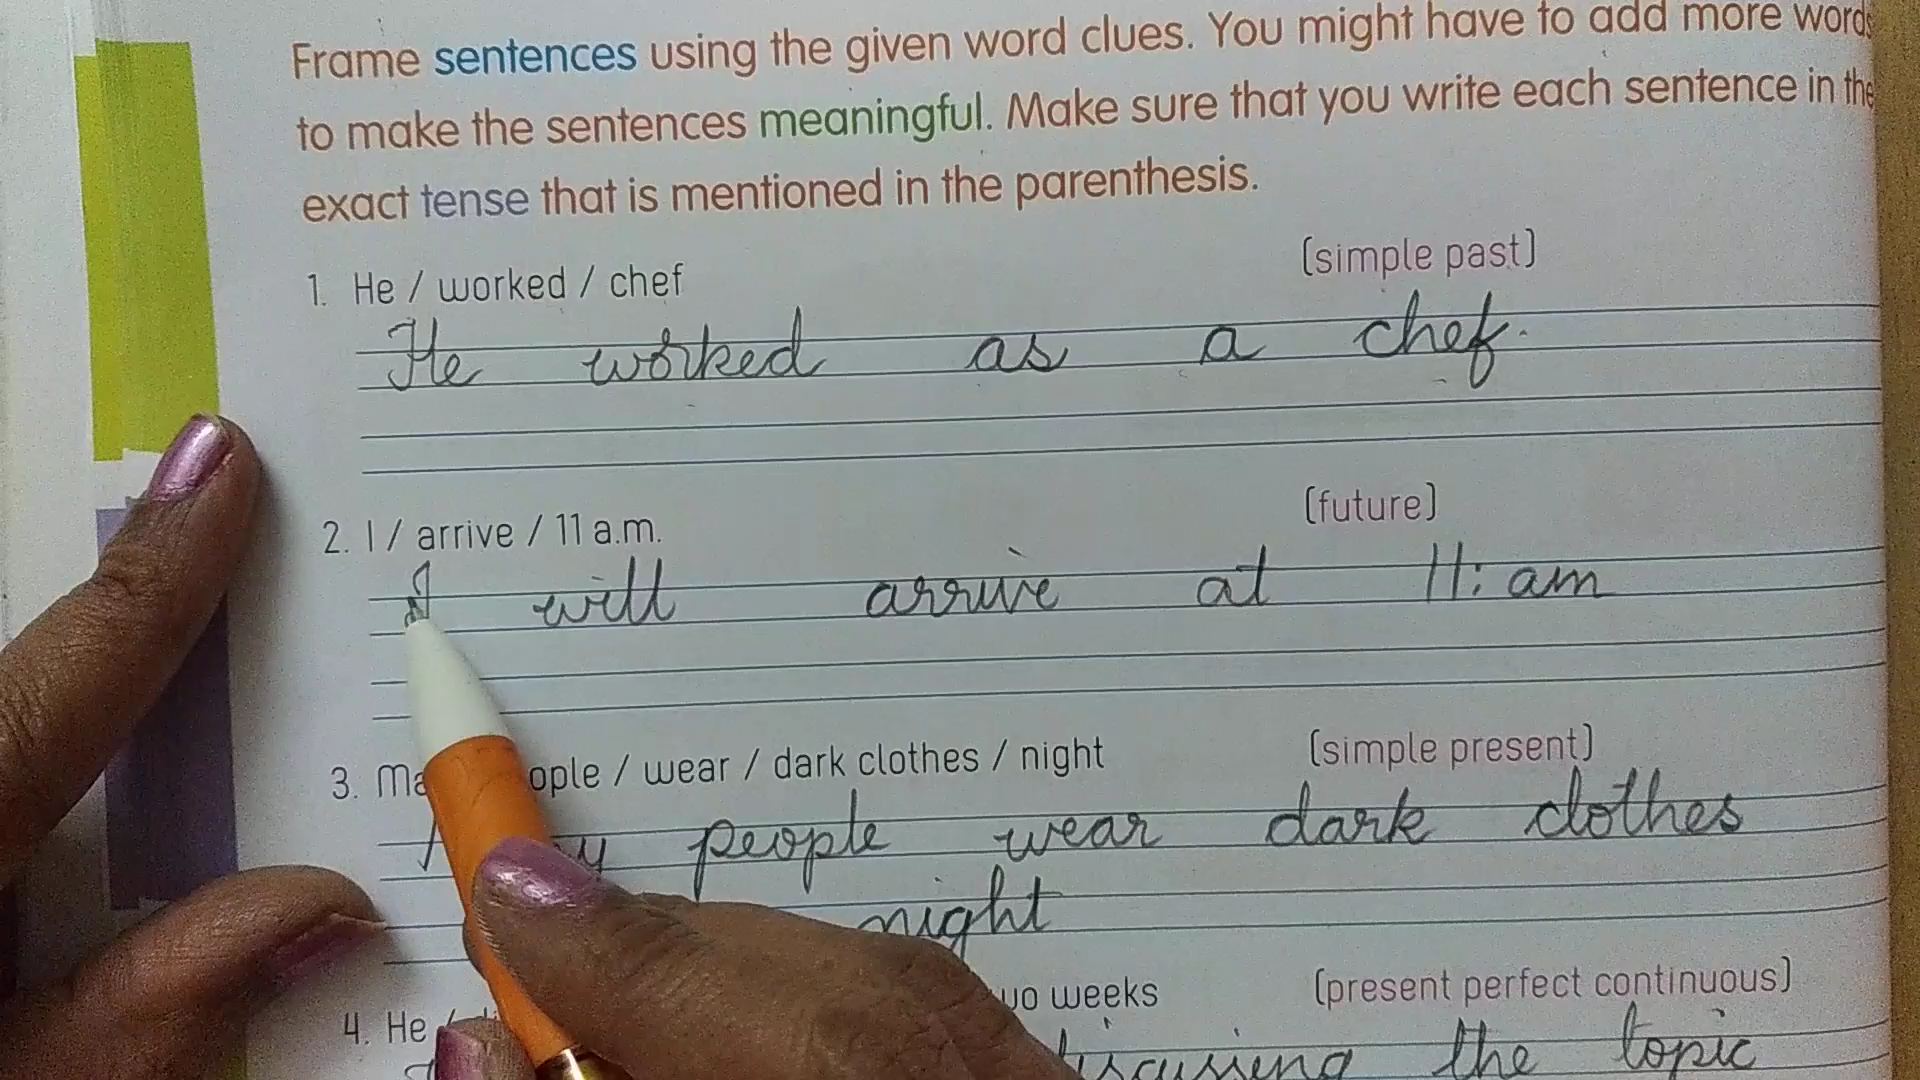 Frame sentences using the given word clues. You might have to add more words
to make the sentences meaningful. Make sure that you write each sentence in the
exact tense that is mentioned in the parenthesis.
1. He / worked / chef (simple past)
He worked as a chef.
2. I / arrive / 11 a.m. (future)
I will arrive at 11: am
3. / wear / dark clothes / night (simple present)
people wear dark clothes
night
4. He / weeks (present perfect continuous)
discussing the topic